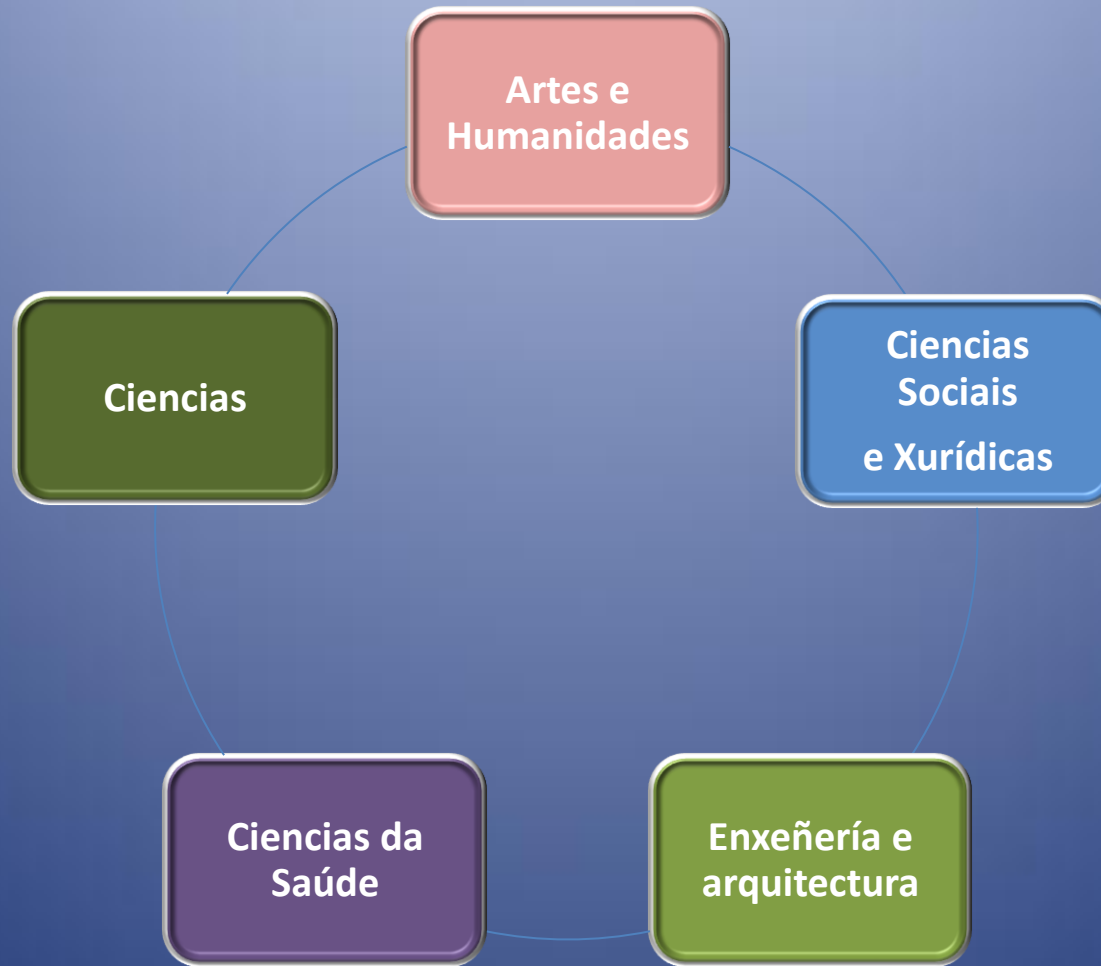 Artes e
Humanidades
Ciencias
Sociais
e Xurídicas
Enxeñería e
arquitectura
Ciencias da
Saúde
Ciencias